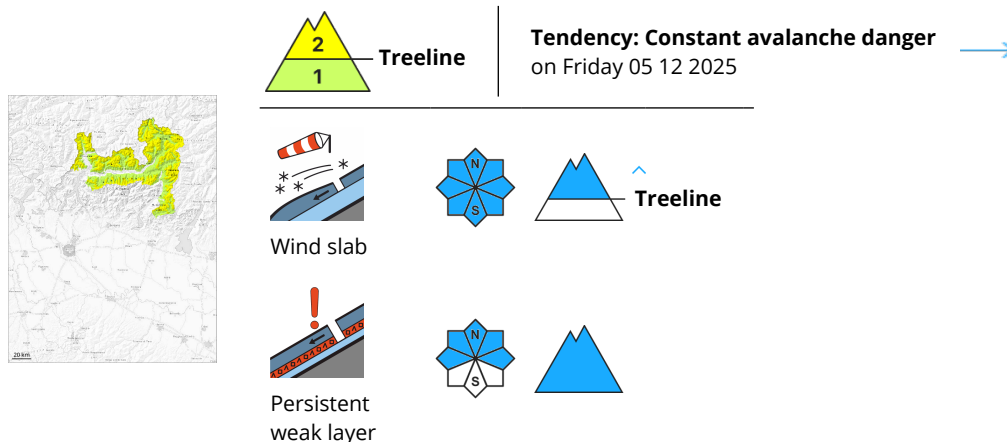 2
Treeline
1
Tendency: Constant avalanche danger
on Friday 05 12 2025
N
S
Treeline
Wind slab
N
S
Persistent
weak layer
20 km